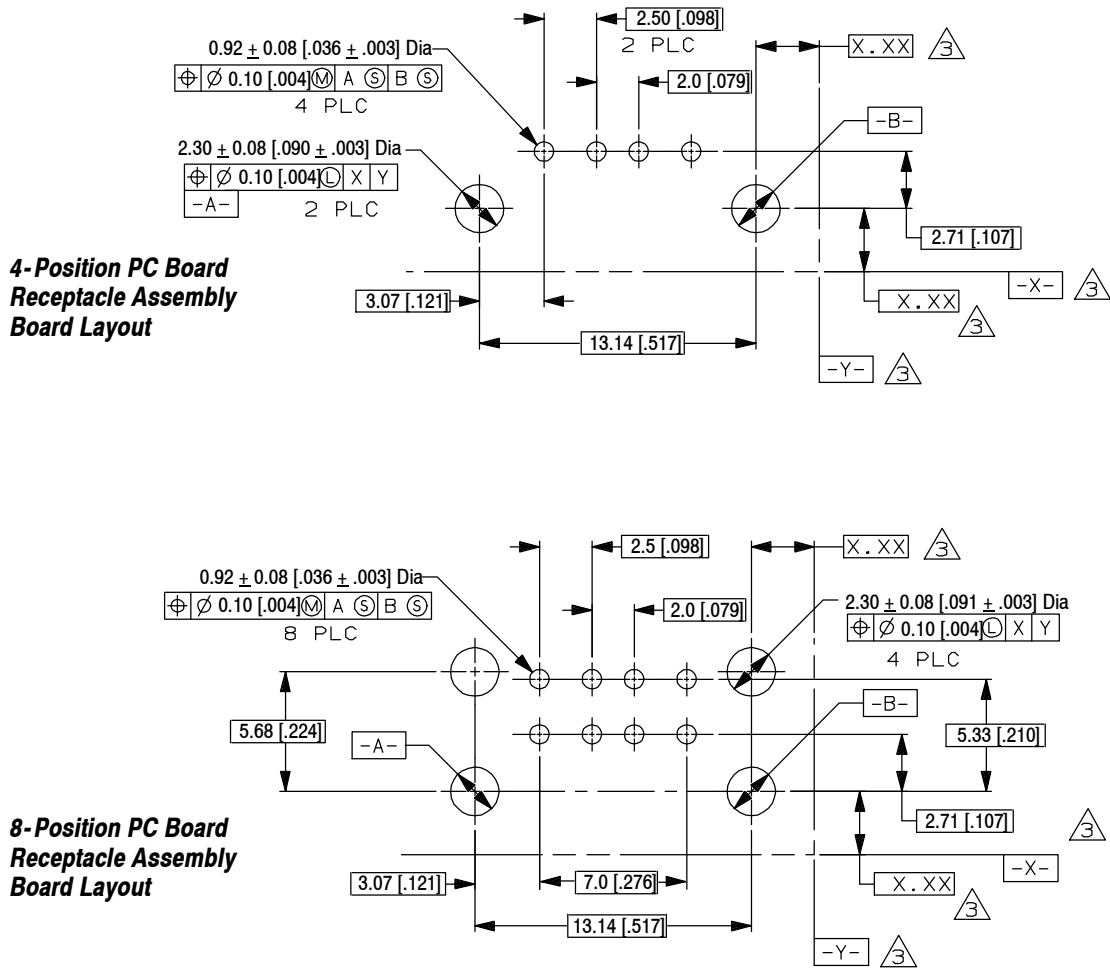 2.50 [.098]
2 PLC
X.XX 3
0.92 ± 0.08 [.036 ± .003] Dia
⌖ ∅ 0.10 [.004] Ⓜ A Ⓢ B Ⓢ
4 PLC
2.0 [.079]
-B-
2.30 ± 0.08 [.090 ± .003] Dia
⌖ ∅ 0.10 [.004] Ⓛ X Y
-A-
2 PLC
2.71 [.107]
4-Position PC Board
Receptacle Assembly
Board Layout
-X- 3
3.07 [.121]
X.XX
3
13.14 [.517]
-Y- 3
2.5 [.098]
X.XX 3
0.92 ± 0.08 [.036 ± .003] Dia
⌖ ∅ 0.10 [.004] Ⓜ A Ⓢ B Ⓢ
8 PLC
2.0 [.079]
2.30 ± 0.08 [.091 ± .003] Dia
⌖ ∅ 0.10 [.004] Ⓛ X Y
4 PLC
-B-
5.68 [.224]
-A-
5.33 [.210]
2.71 [.107]
3
8-Position PC Board
Receptacle Assembly
Board Layout
-X-
3.07 [.121]
7.0 [.276]
X.XX
3
13.14 [.517]
-Y- 3